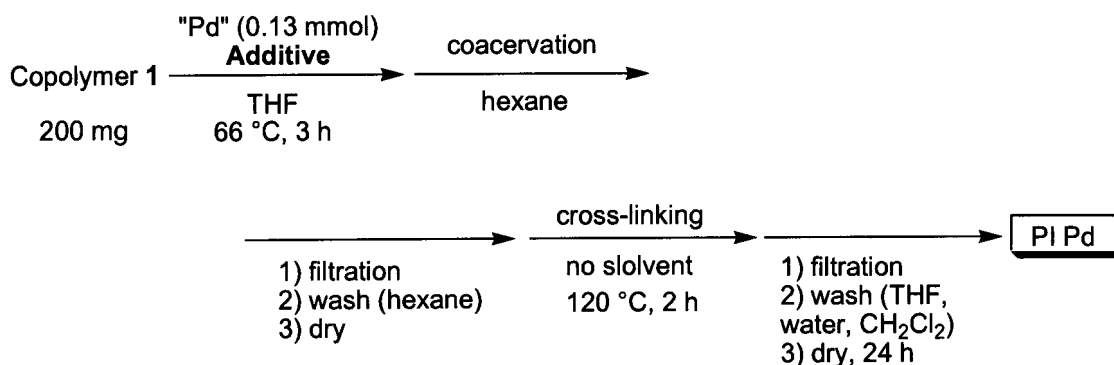 "Pd" (0.13 mmol)
Additive
Copolymer 1
200 mg
THF
66 °C, 3 h
coacervation
hexane
1) filtration
2) wash (hexane)
3) dry
cross-linking
no slolvent
120 °C, 2 h
1) filtration
2) wash (THF,
water, CH2Cl2)
3) dry, 24 h
PI Pd